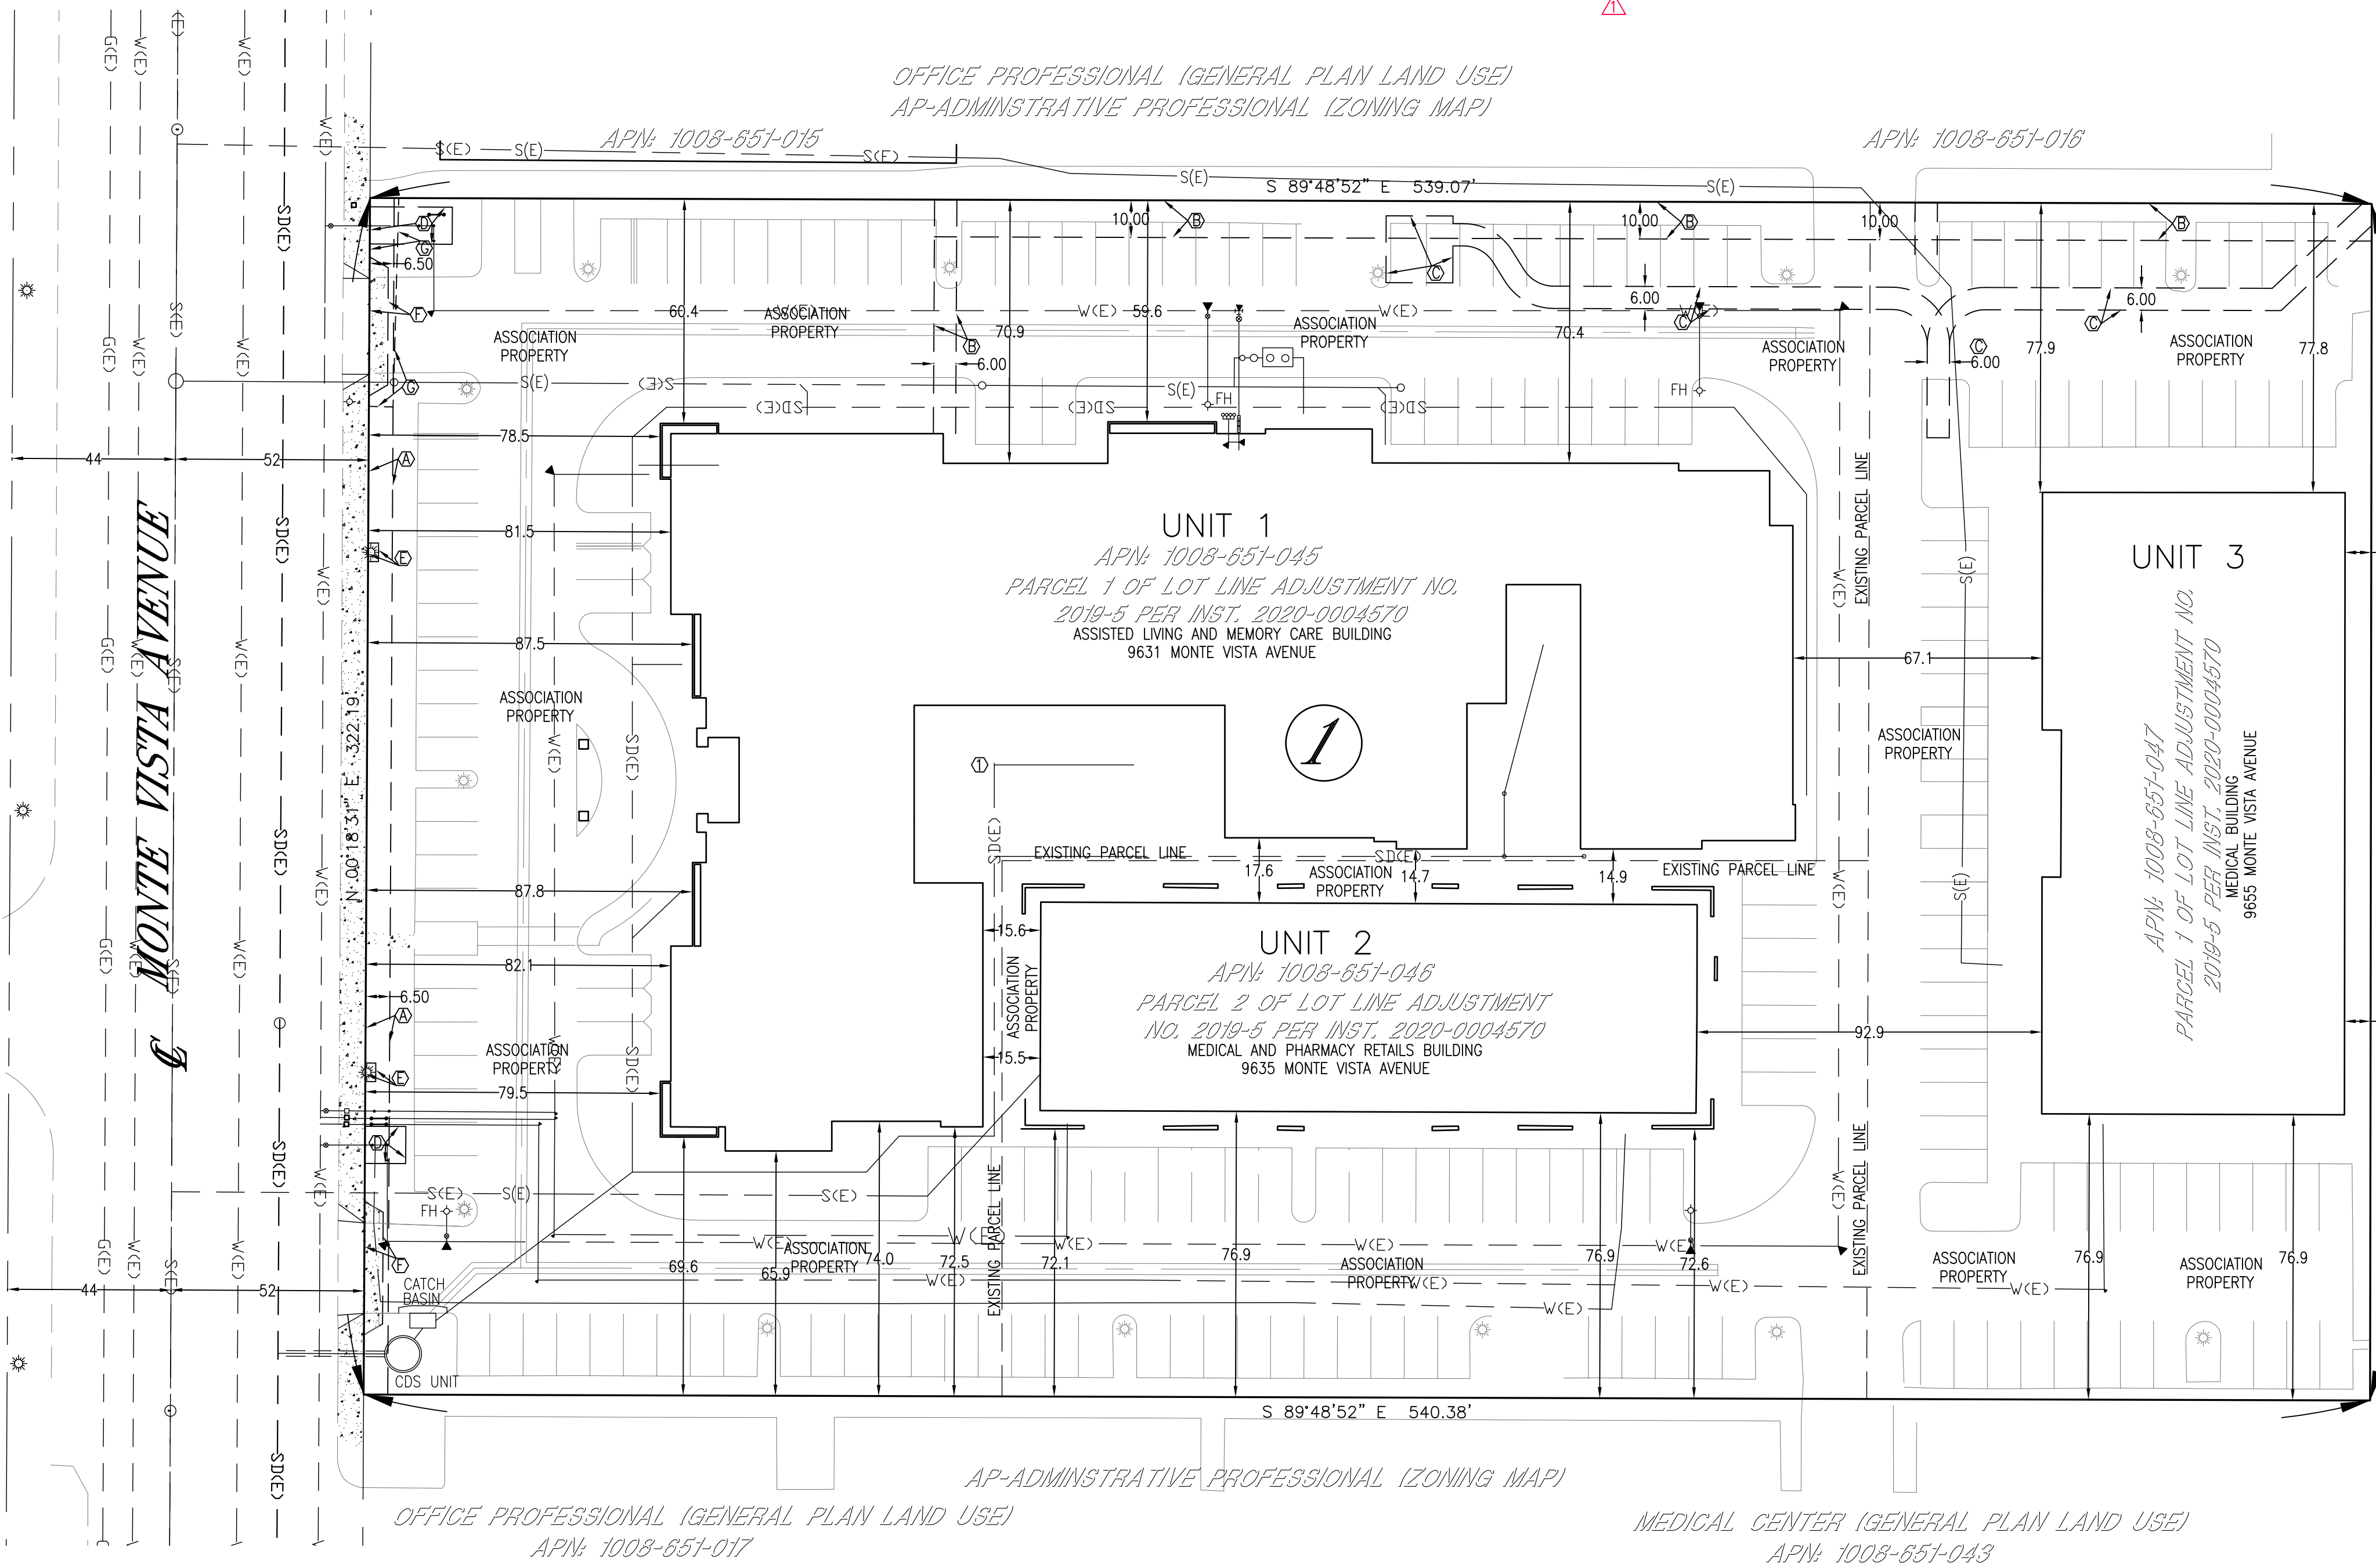 1
OFFICE PROFESSIONAL (GENERAL PLAN LAND USE)
AP-ADMINSTRATIVE PROFESSIONAL (ZONING MAP)
APN: 1008-651-015
APN: 1008-651-016
S 89°48'52" E 539.07'
S(E)
S(E)
S(E)
S(E)
S(E)
G(E)
W(E)
(E)
W(E)
SD(E)
W(E)
D
G
6.50
F
G
10.00
B
10.00
B
10.00
B
C
6.00
C
6.00
C
C
6.00
B
6.00
60.4
W(E)
ASSOCIATION
PROPERTY
ASSOCIATION
PROPERTY
70.9
W(E)
59.6
ASSOCIATION
PROPERTY
W(E)
70.4
W(E)
ASSOCIATION
PROPERTY
77.9
ASSOCIATION
PROPERTY
77.8
S(E)
S(E)
S(E)
FH
FH
SD(E)
SD(E)
SD(E)
78.5
44
52
A
81.5
E
87.5
87.8
82.1
6.50
A
E
79.5
D
MONTE VISTA AVENUE
CL
N 00°18'31" E 322.19'
UNIT 1
APN: 1008-651-045
PARCEL 1 OF LOT LINE ADJUSTMENT NO.
2019-5 PER INST. 2020-0004570
ASSISTED LIVING AND MEMORY CARE BUILDING
9631 MONTE VISTA AVENUE
1
1
EXISTING PARCEL LINE
W(E)
67.1
S(E)
UNIT 3
APN: 1008-651-047
PARCEL 1 OF LOT LINE ADJUSTMENT NO.
2019-5 PER INST. 2020-0004570
MEDICAL BUILDING
9655 MONTE VISTA AVENUE
ASSOCIATION
PROPERTY
ASSOCIATION
PROPERTY
W(E)
SD(E)
SD(E)
EXISTING PARCEL LINE
SD(E)
17.6
ASSOCIATION
PROPERTY
14.7
14.9
EXISTING PARCEL LINE
W(E)
S(E)
15.6
ASSOCIATION
PROPERTY
15.5
UNIT 2
APN: 1008-651-046
PARCEL 2 OF LOT LINE ADJUSTMENT
NO. 2019-5 PER INST. 2020-0004570
MEDICAL AND PHARMACY RETAILS BUILDING
9635 MONTE VISTA AVENUE
92.9
ASSOCIATION
PROPERTY
W(E)
SD(E)
S(E)
S(E)
S(E)
FH
F
EXISTING PARCEL LINE
EXISTING PARCEL LINE
W(E)
W(E)
ASSOCIATION
PROPERTY
W(E)
W(E)
W(E)
W(E)
69.6
65.9
74.0
72.5
72.1
76.9
ASSOCIATION
PROPERTY
76.9
72.6
ASSOCIATION
PROPERTY
76.9
ASSOCIATION
PROPERTY
76.9
W(E)
W(E)
W(E)
W(E)
W(E)
44
52
CATCH
BASIN
CDS UNIT
S 89°48'52" E 540.38'
AP-ADMINSTRATIVE PROFESSIONAL (ZONING MAP)
OFFICE PROFESSIONAL (GENERAL PLAN LAND USE)
APN: 1008-651-017
MEDICAL CENTER (GENERAL PLAN LAND USE)
APN: 1008-651-043